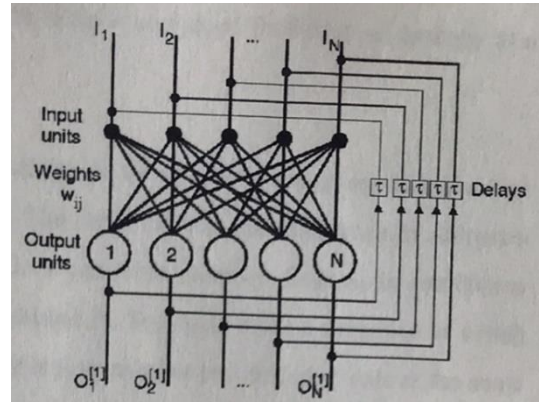 I1 I2 ... IN
Input units
Weights wij
τ τ τ τ τ Delays
Output units
1 2 N
O1[1] O2[1] ... ON[1]